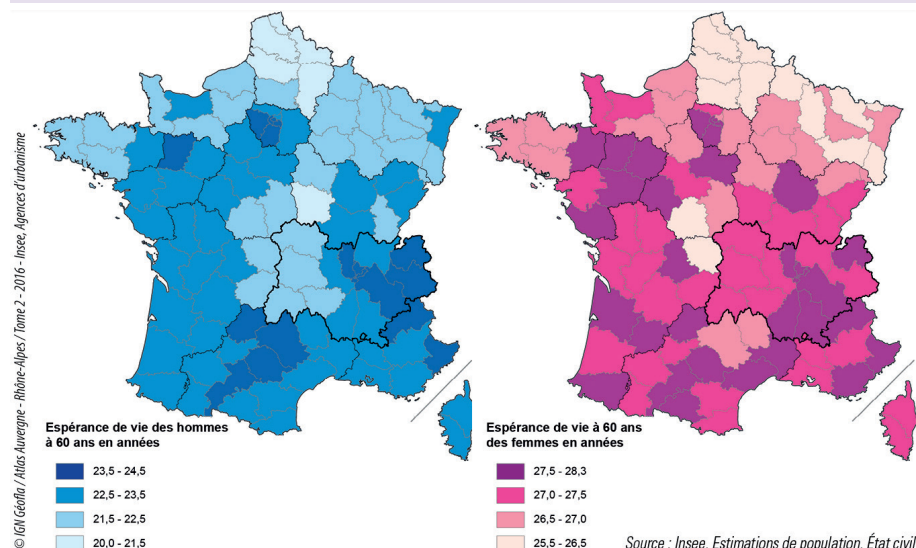 © IGN Géofla / Atlas Auvergne - Rhône-Alpes / Tome 2 - 2016 - Insee, Agences d'urbanisme
Espérance de vie des hommes
à 60 ans en années
23,5 - 24,5
22,5 - 23,5
21,5 - 22,5
20,0 - 21,5
Espérance de vie à 60 ans
des femmes en années
27,5 - 28,3
27,0 - 27,5
26,5 - 27,0
25,5 - 26,5
Source : Insee, Estimations de population, État civil